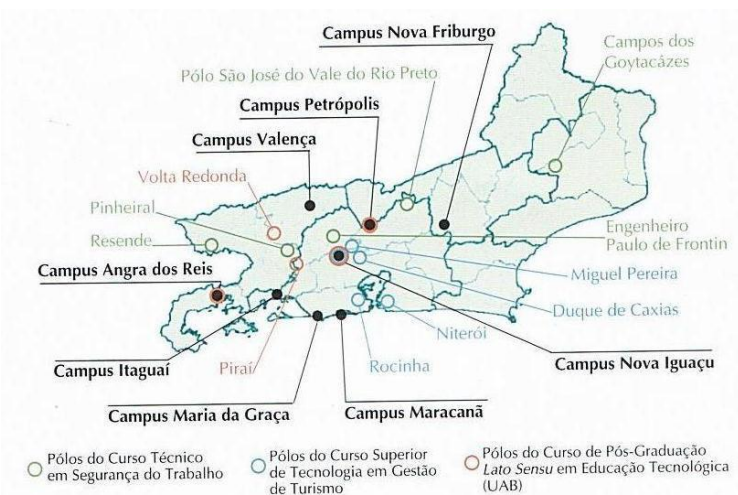 Campus Nova Friburgo
Campos dos
Goytacázes
Pólo São José do Vale do Rio Preto
Campus Petrópolis
Campus Valença
Volta Redonda
Pinheiral
Resende
Engenheiro
Paulo de Frontin
Campus Angra dos Reis
Miguel Pereira
Duque de Caxias
Niterói
Campus Itaguaí
Piraí
Rocinha
Campus Nova Iguaçu
Campus Maria da Graça
Campus Maracanã
Pólos do Curso Técnico
em Segurança do Trabalho
Pólos do Curso Superior
de Tecnologia em Gestão
de Turismo
Pólos do Curso de Pós-Graduação
Lato Sensu em Educação Tecnológica
(UAB)